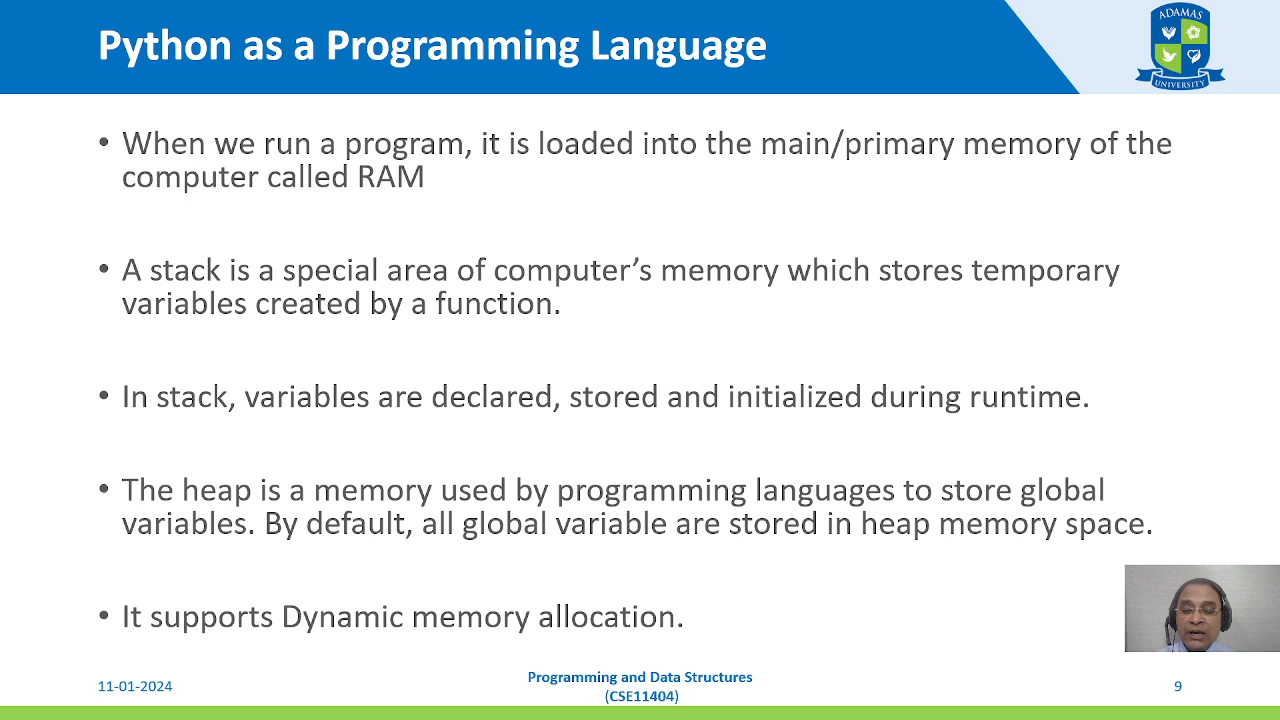 Python as a Programming Language
ADAMAS
UNIVERSITY
• When we run a program, it is loaded into the main/primary memory of the
computer called RAM
• A stack is a special area of computer’s memory which stores temporary
variables created by a function.
• In stack, variables are declared, stored and initialized during runtime.
• The heap is a memory used by programming languages to store global
variables. By default, all global variable are stored in heap memory space.
• It supports Dynamic memory allocation.
11-01-2024
Programming and Data Structures
(CSE11404)
9